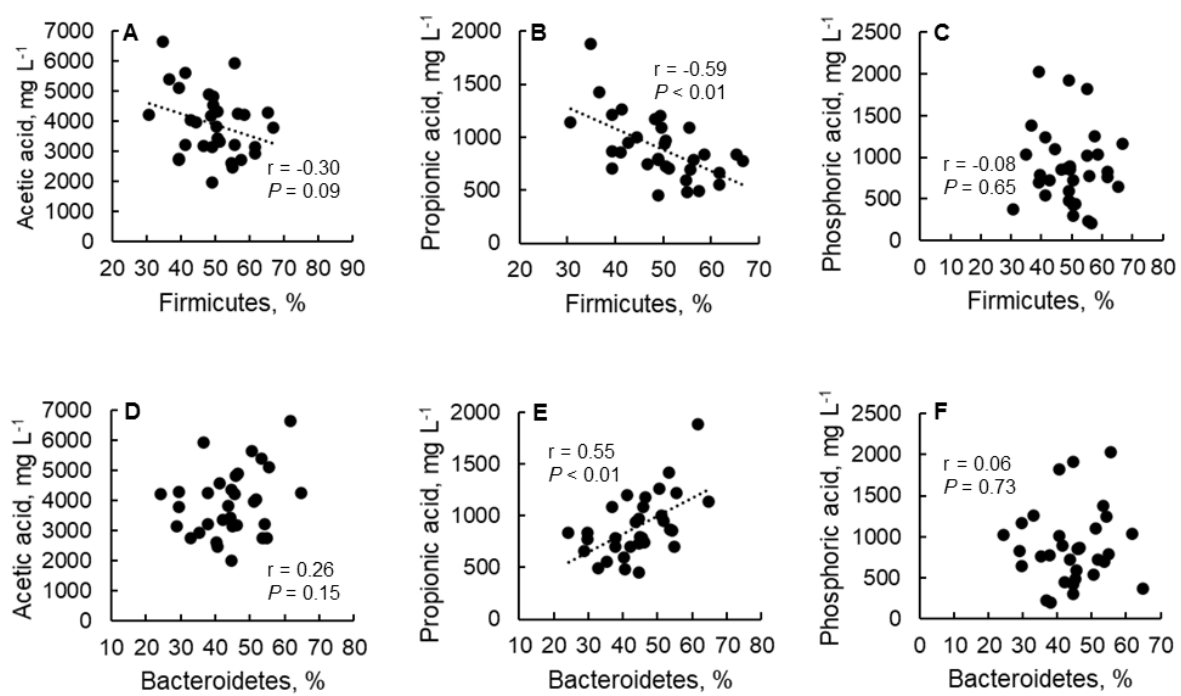 A
Acetic acid, mg L⁻¹
7000
6000
5000
4000
3000
2000
1000
0
r = -0.30
P = 0.09
20 30 40 50 60 70 80 90
Firmicutes, %
B
Propionic acid, mg L⁻¹
2000
1500
1000
500
0
r = -0.59
P < 0.01
20 30 40 50 60 70
Firmicutes, %
C
Phosphoric acid, mg L⁻¹
2500
2000
1500
1000
500
0
r = -0.08
P = 0.65
0 10 20 30 40 50 60 70 80
Firmicutes, %
D
Acetic acid, mg L⁻¹
7000
6000
5000
4000
3000
2000
1000
0
r = 0.26
P = 0.15
10 20 30 40 50 60 70 80
Bacteroidetes, %
E
Propionic acid, mg L⁻¹
2000
1500
1000
500
0
r = 0.55
P < 0.01
10 20 30 40 50 60 70 80
Bacteroidetes, %
F
Phosphoric acid, mg L⁻¹
2500
2000
1500
1000
500
0
r = 0.06
P = 0.73
10 20 30 40 50 60 70 80
Bacteroidetes, %